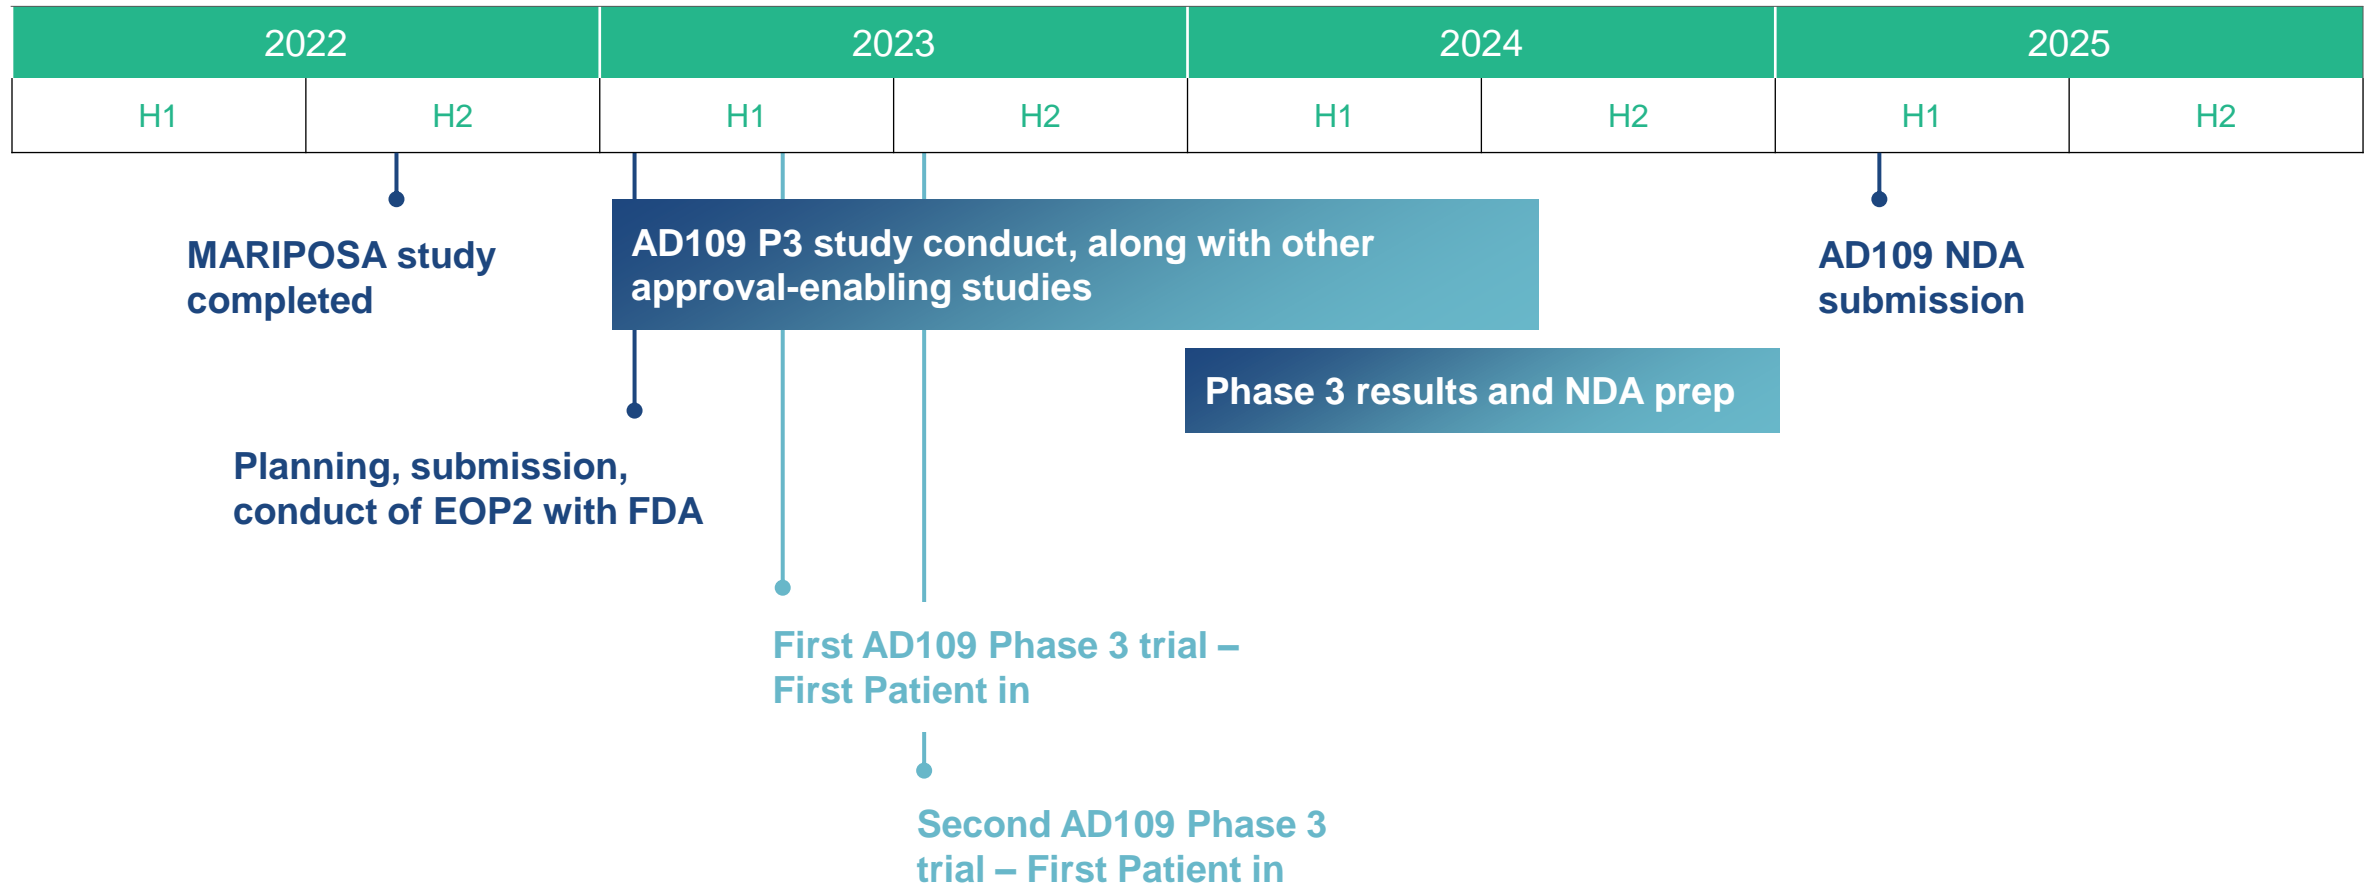 2022 2023 2024 2025
H1 H2 H1 H2 H1 H2 H1 H2
MARIPOSA study
completed
AD109 P3 study conduct, along with other
approval-enabling studies
AD109 NDA
submission
Phase 3 results and NDA prep
Planning, submission,
conduct of EOP2 with FDA
First AD109 Phase 3 trial –
First Patient in
Second AD109 Phase 3
trial – First Patient in